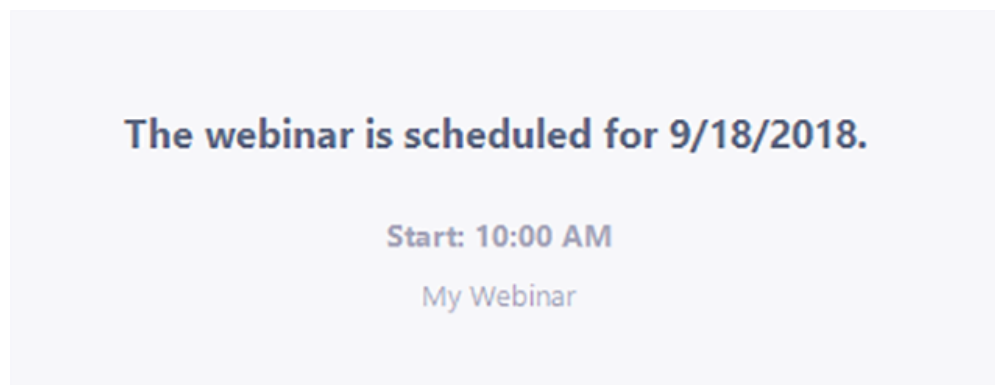 The webinar is scheduled for 9/18/2018.
Start: 10:00 AM
My Webinar